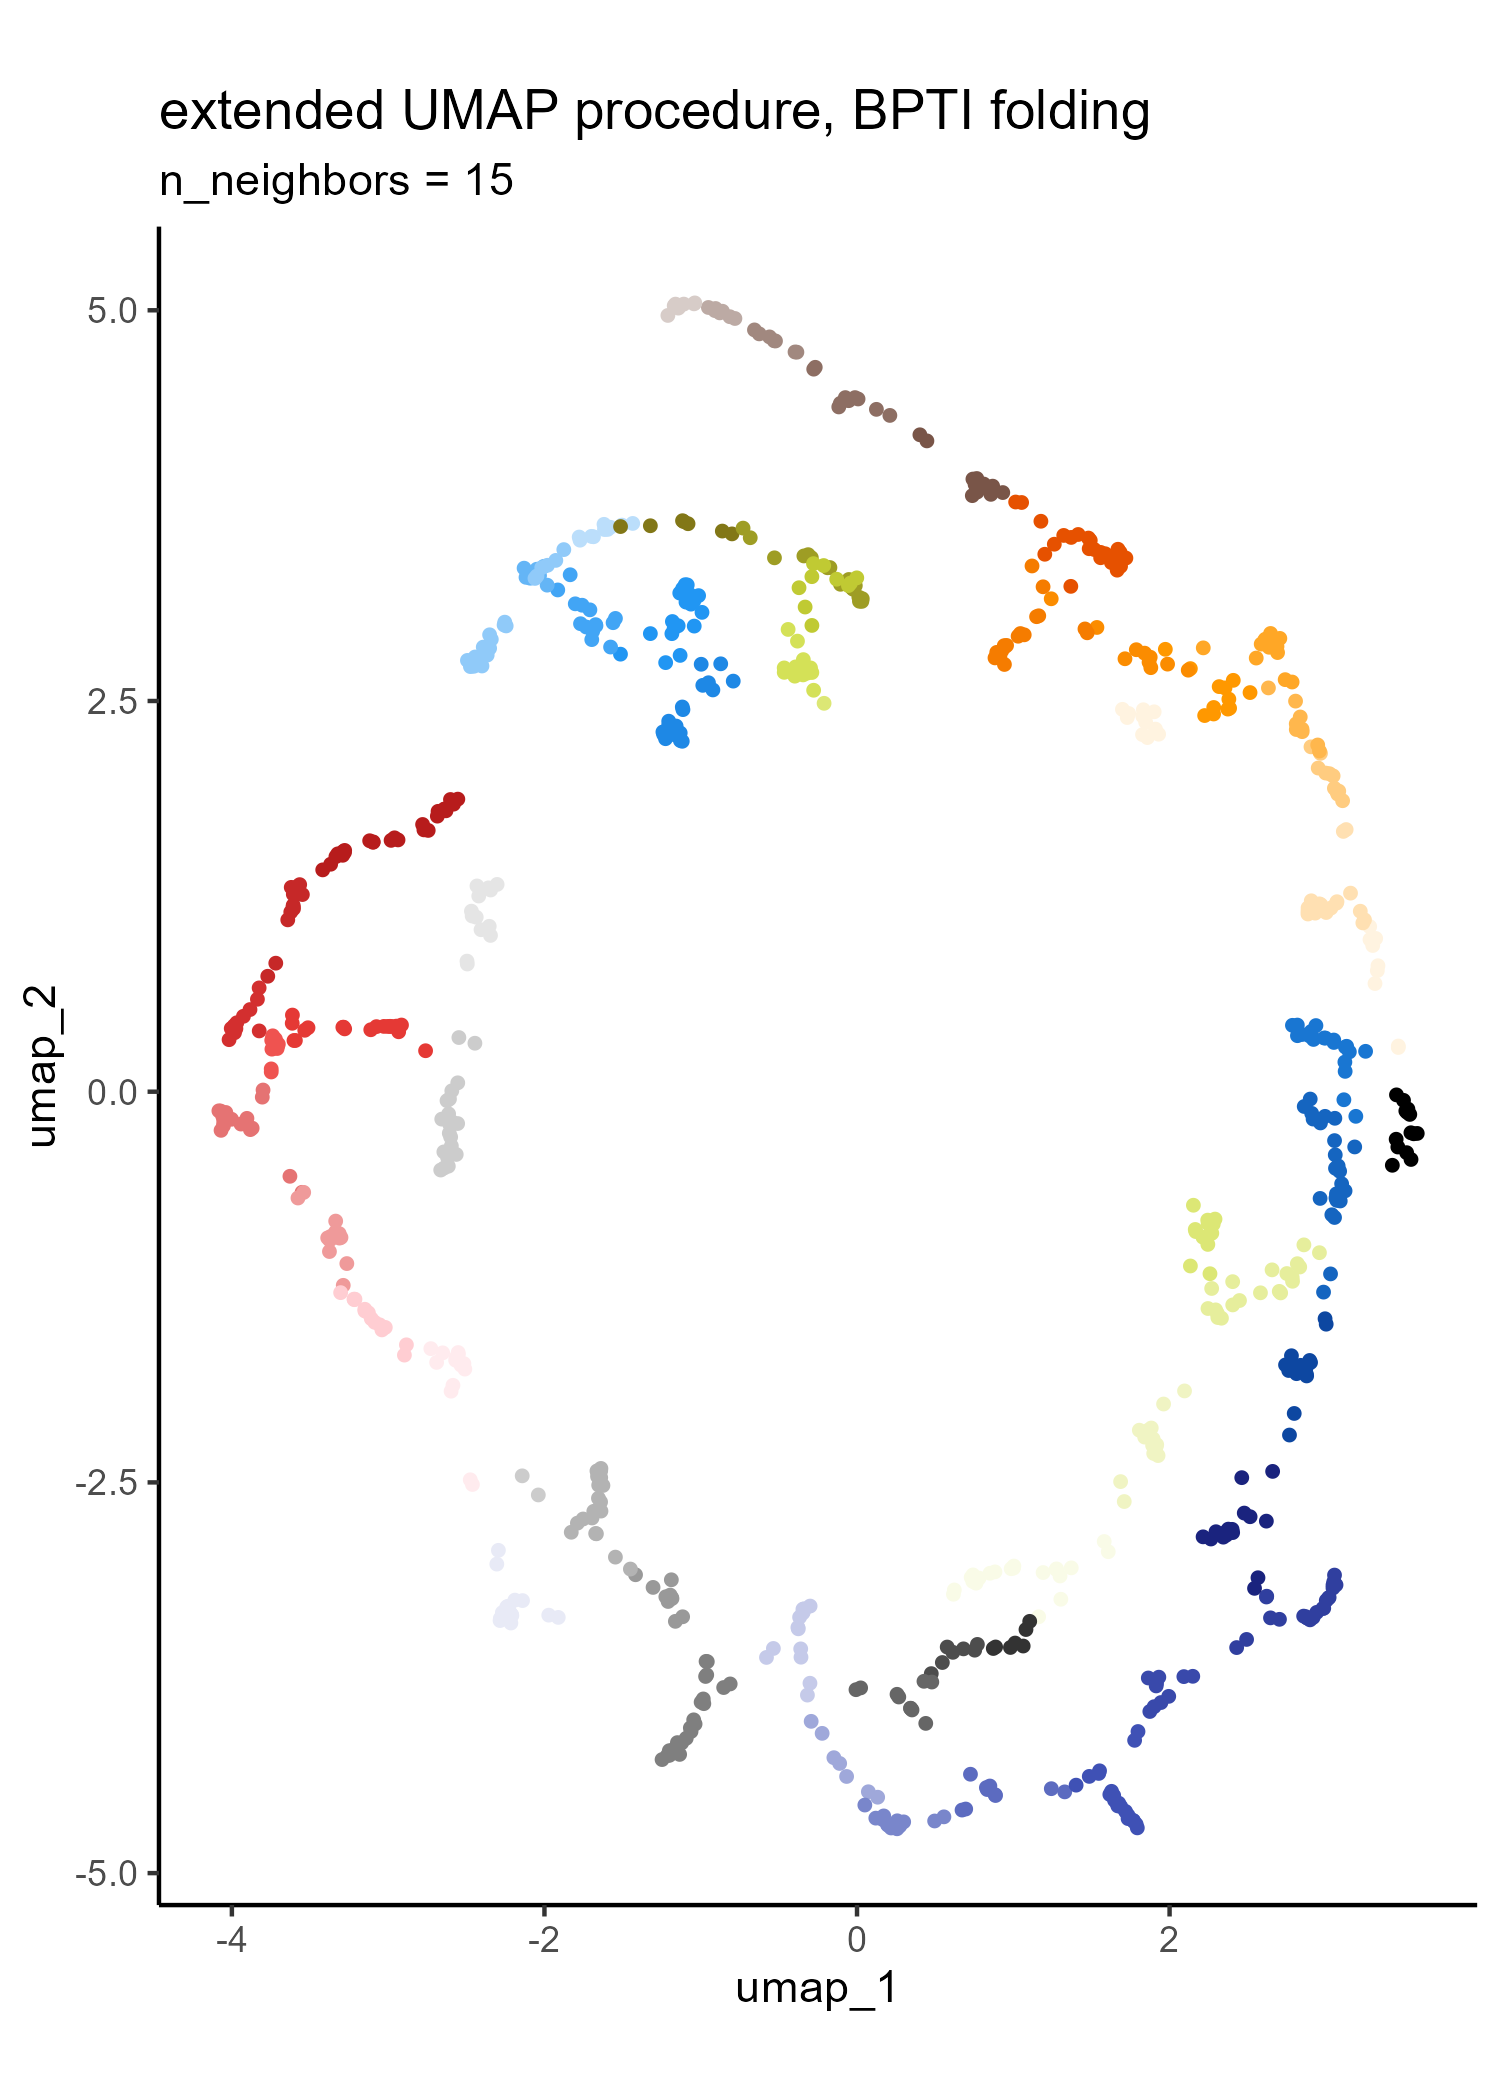 extended UMAP procedure, BPTI folding
n_neighbors = 15
5.0
2.5
0.0
-2.5
-5.0
umap_2
-4
-2
0
2
umap_1